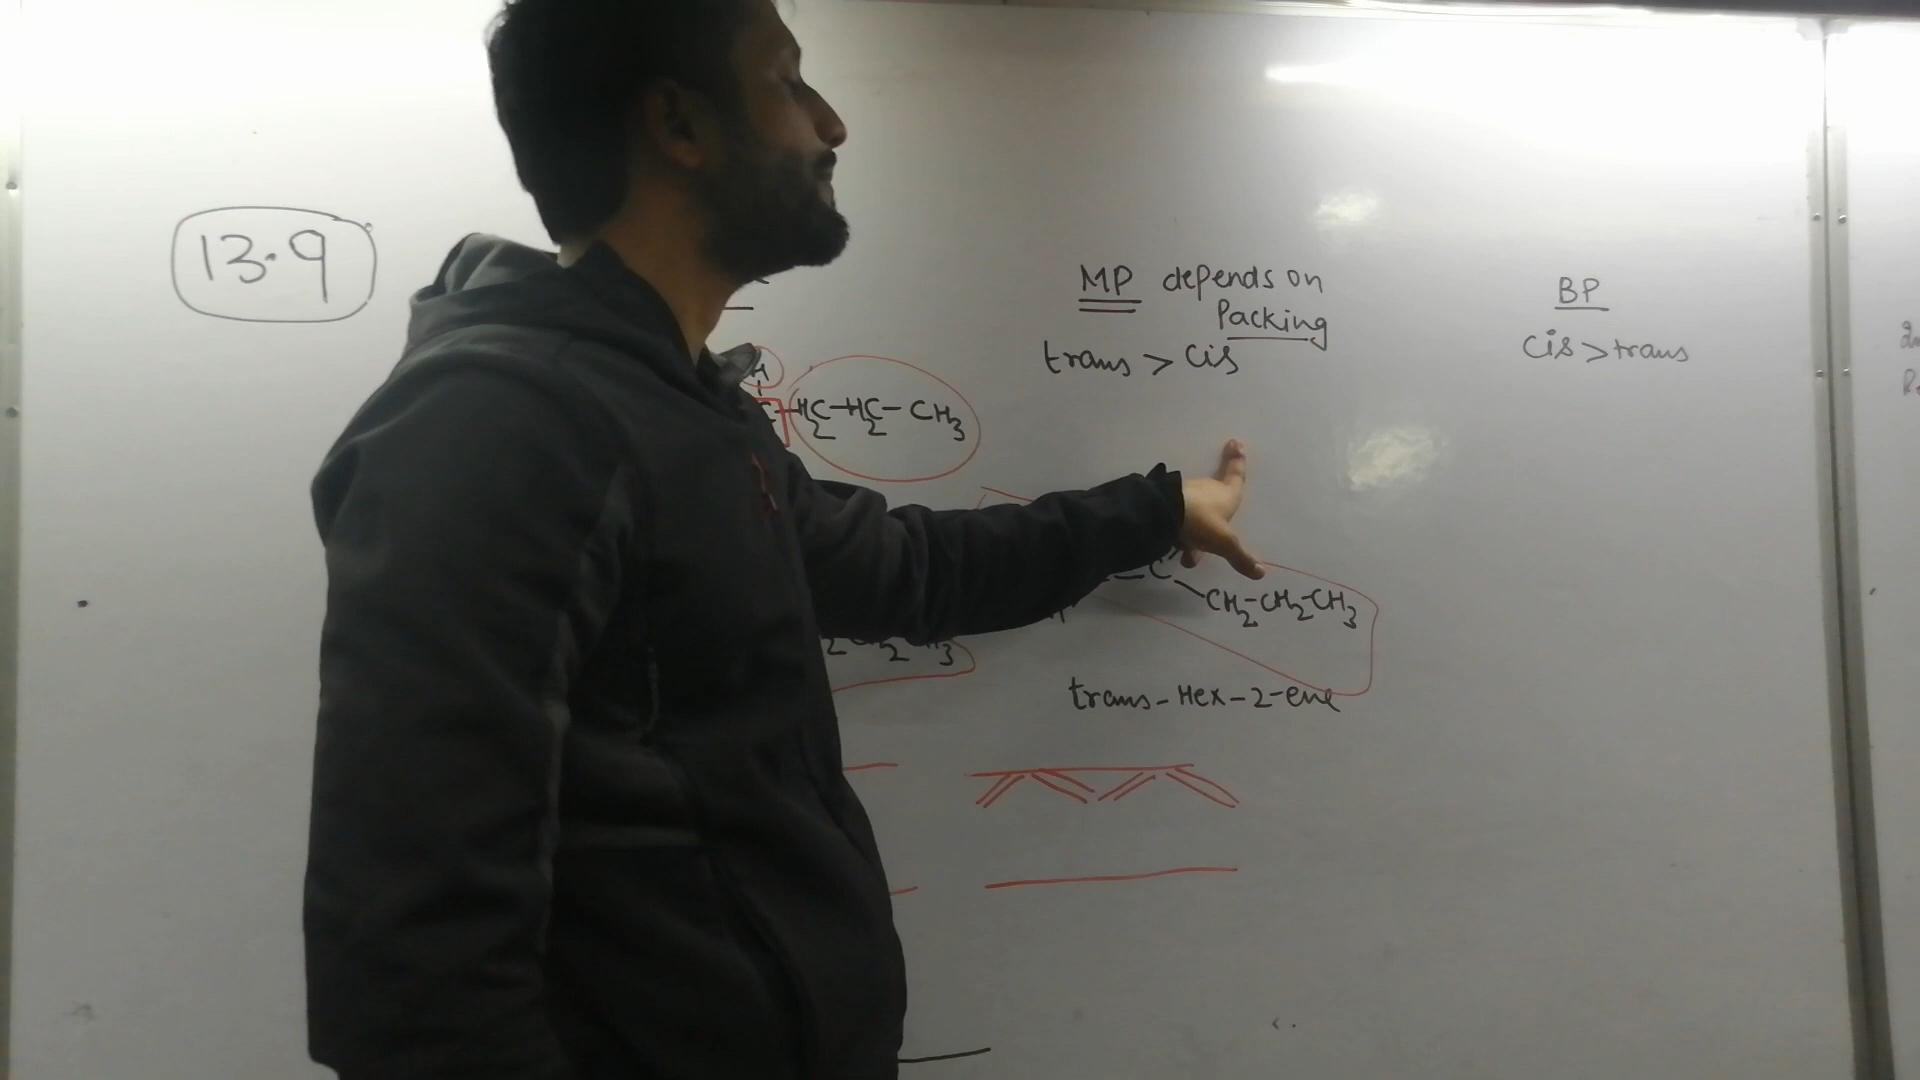 13.9
MP depends on
Packing
trans > cis
BP
cis > trans
H
C-H₂C-H₂C-CH₃
C
CH₂-CH₂-CH₃
trans-Hex-2-ene